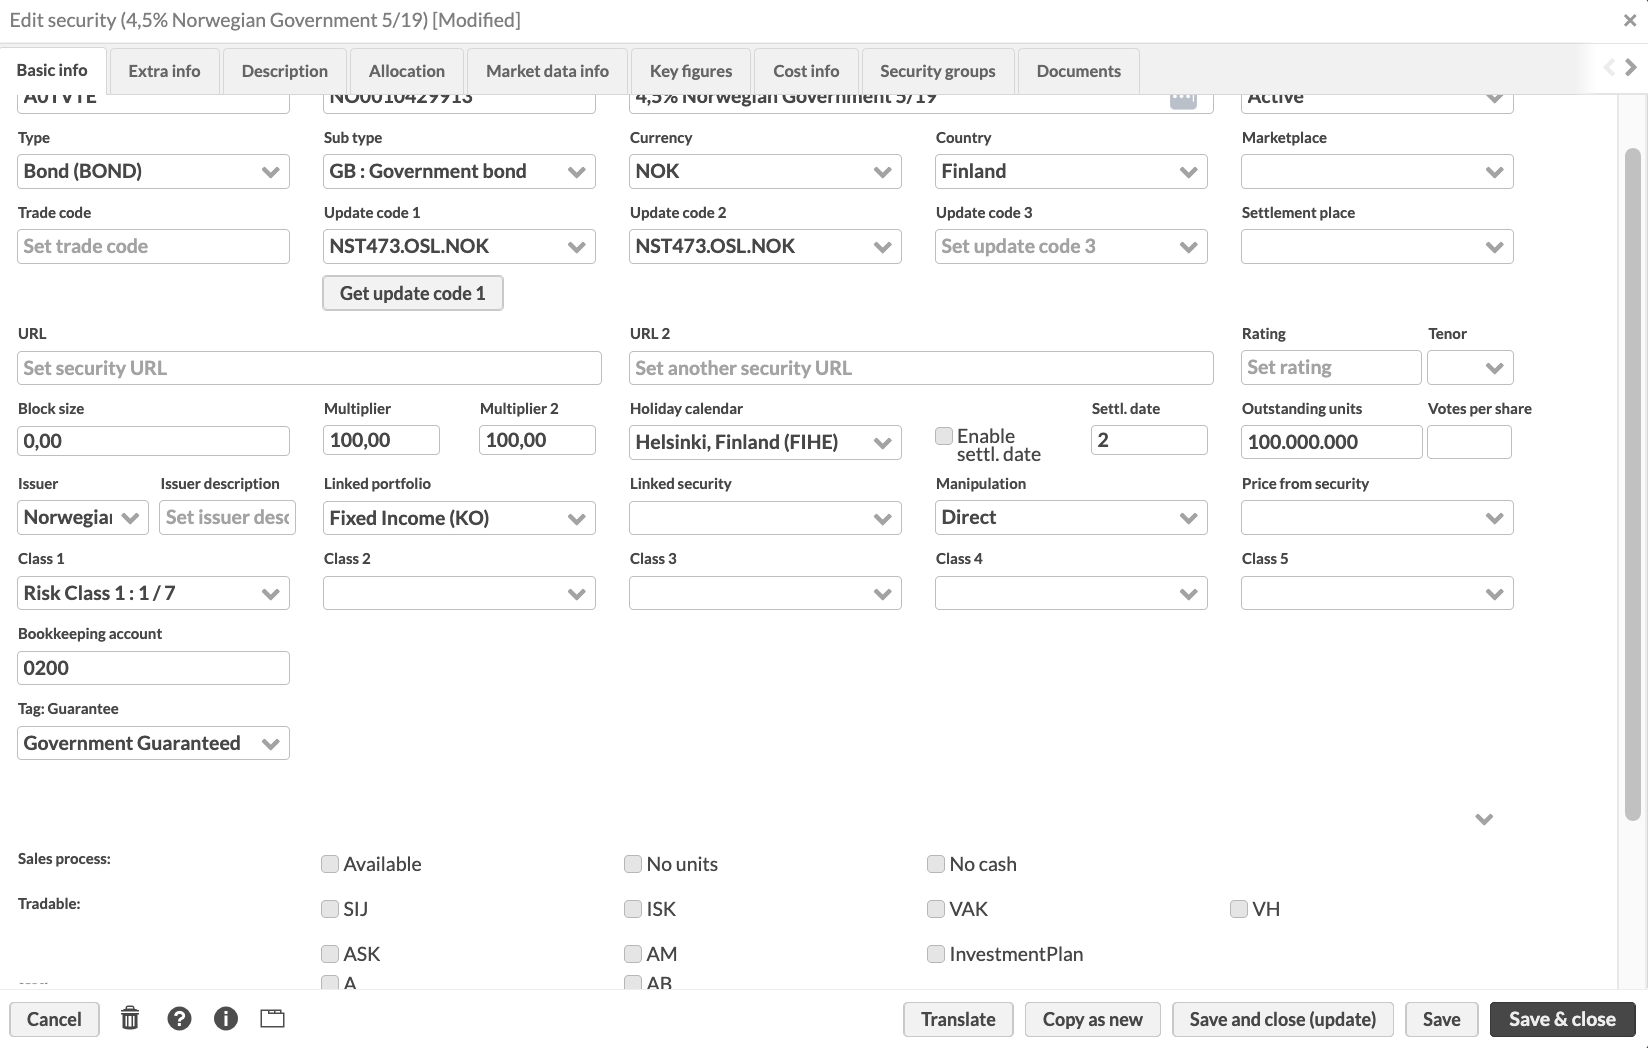 Edit security (4,5% Norwegian Government 5/19) [Modified]
Basic info Extra info Description Allocation Market data info Key figures Cost info Security groups Documents
A01VTE NO0010429913 4,5% Norwegian Government 5/19 Active
Type Sub type Currency Country Marketplace
Bond (BOND) GB : Government bond NOK Finland
Trade code Update code 1 Update code 2 Update code 3 Settlement place
Set trade code NST473.OSL.NOK NST473.OSL.NOK Set update code 3
Get update code 1
URL URL 2 Rating Tenor
Set security URL Set another security URL Set rating
Block size Multiplier Multiplier 2 Holiday calendar Settl. date Outstanding units Votes per share
0,00 100,00 100,00 Helsinki, Finland (FIHE) Enable settl. date 2 100.000.000
Issuer Issuer description Linked portfolio Linked security Manipulation Price from security
Norwegian Set issuer desc Fixed Income (KO) Direct
Class 1 Class 2 Class 3 Class 4 Class 5
Risk Class 1 : 1 / 7
Bookkeeping account
0200
Tag: Guarantee
Government Guaranteed
Sales process: Available No units No cash
Tradable: SIJ ISK VAK VH
ASK AM InvestmentPlan
A AB
Cancel Translate Copy as new Save and close (update) Save Save & close